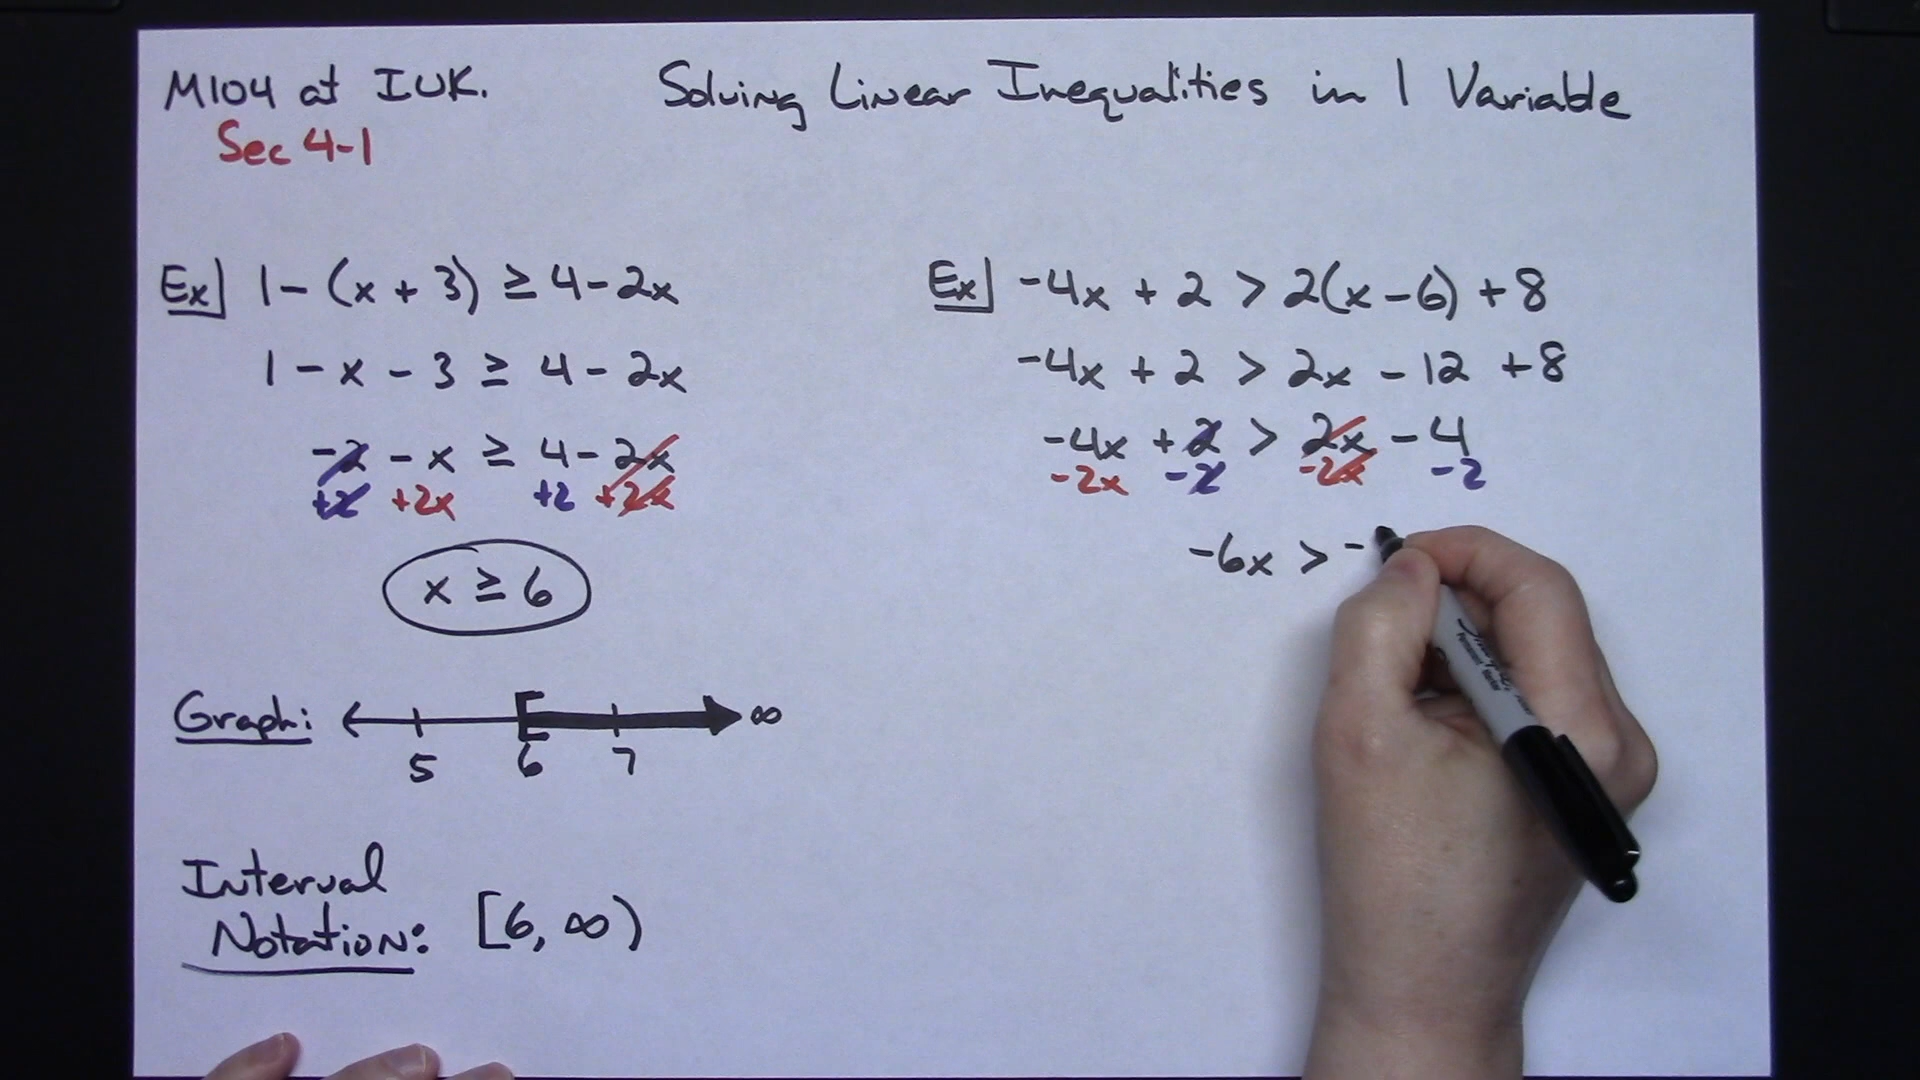 M104 at IUK.
Sec 4-1
Solving Linear Inequalities in 1 Variable
Ex 1-(x + 3) ≥ 4-2x
1 - x - 3 ≥ 4 - 2x
-2 - x ≥ 4 - 2x
+2 +2x +2 +2x
x ≥ 6
Graph: ∞
5 6 7
Interval
Notation: [6, ∞)
Ex -4x + 2 > 2(x-6) + 8
-4x + 2 > 2x - 12 + 8
-4x + 2 > 2x - 4
-2x -2 -2x -2
-6x > -
Sharpie